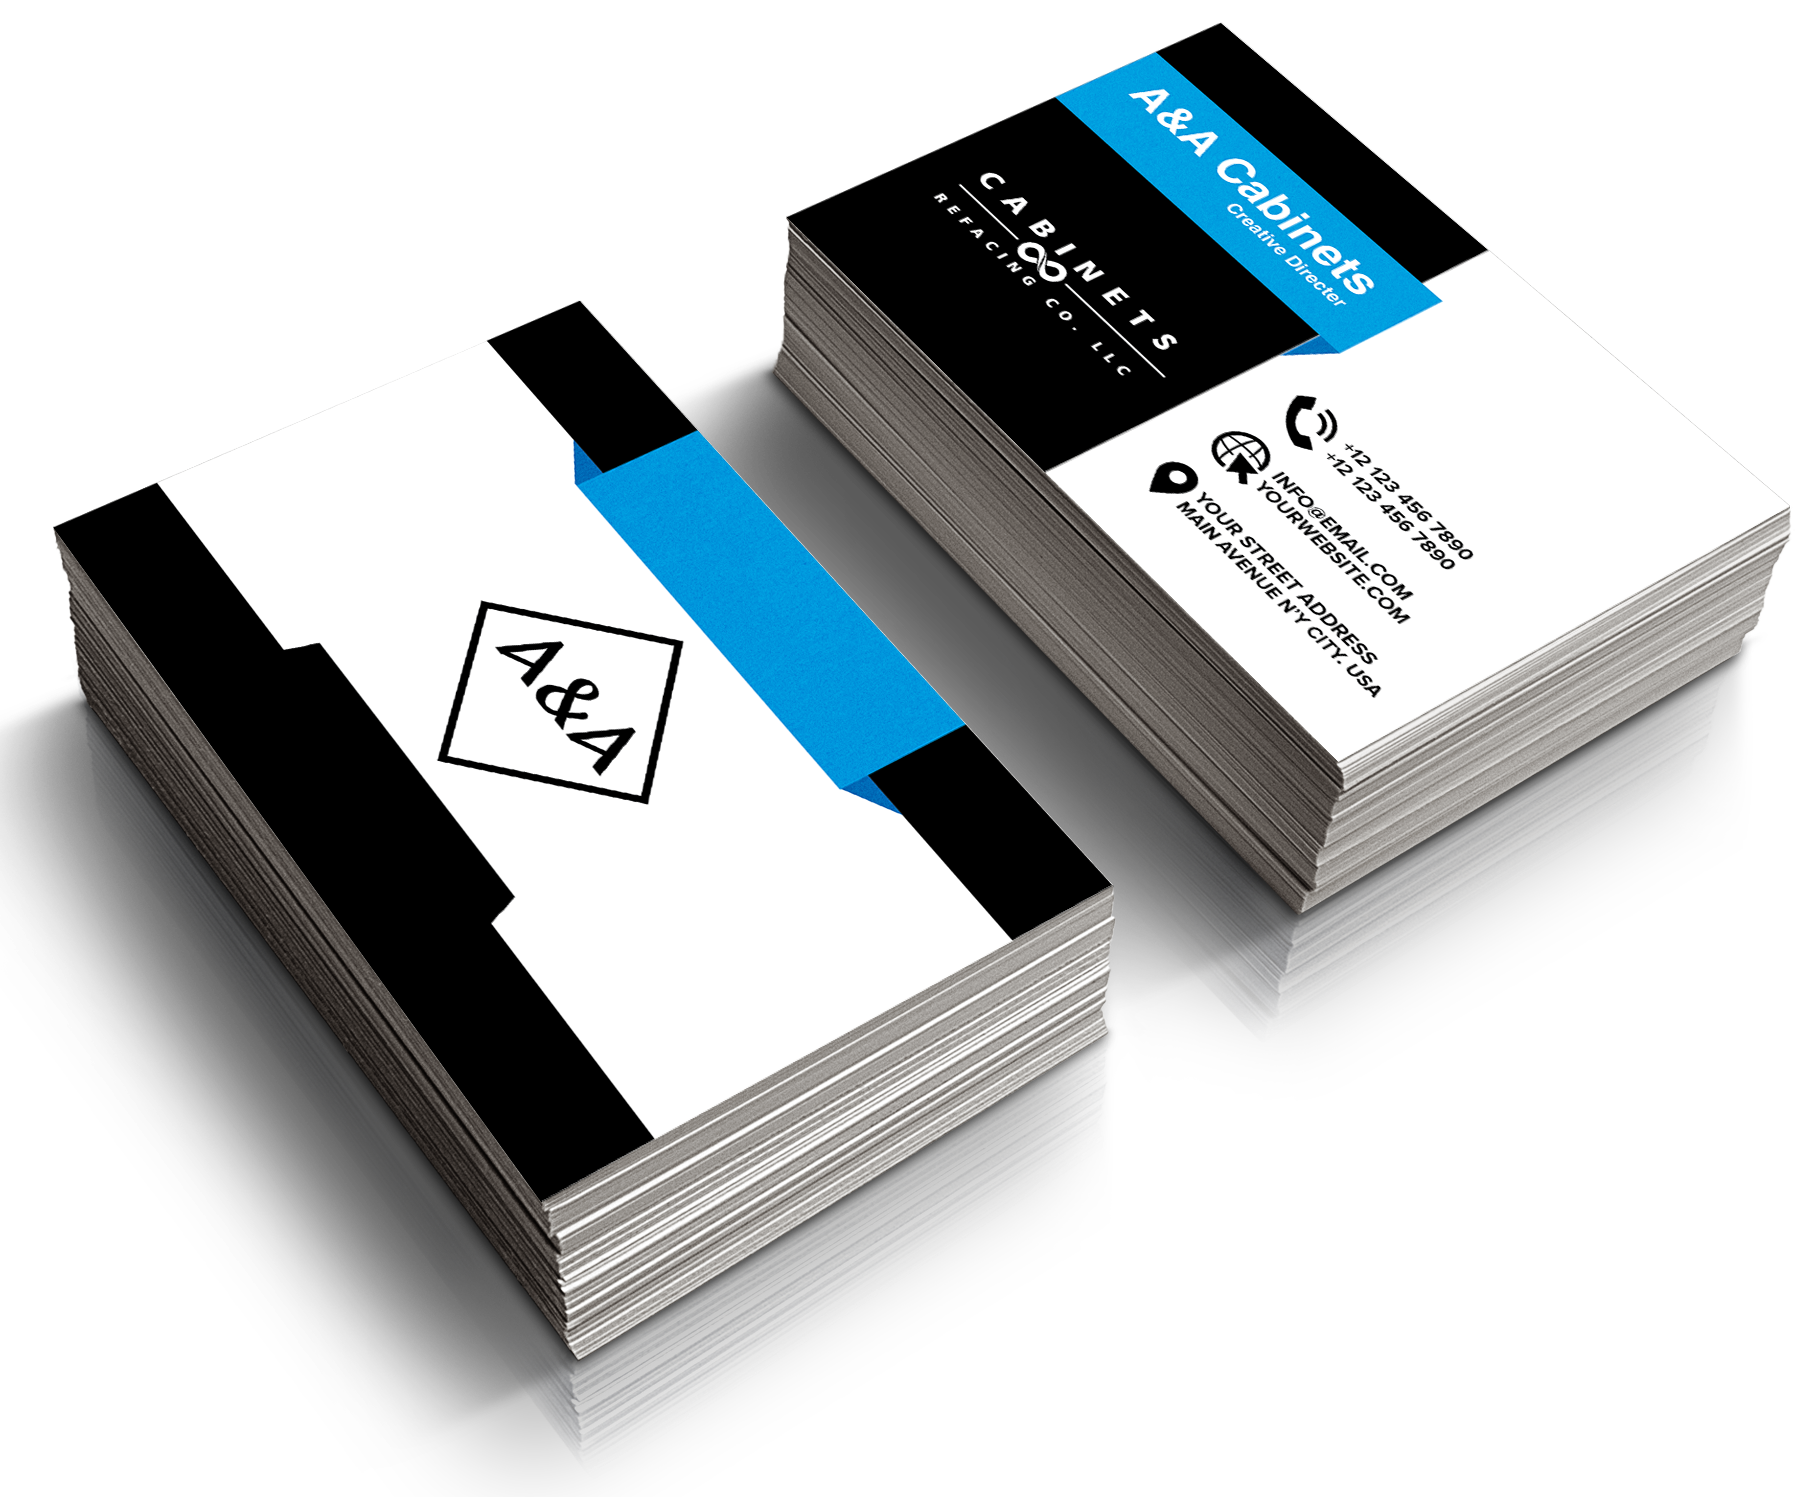 A&A
A&A Cabinets
Creative Directer
CABINETS
REFACING CO. LLC
+12 123 456 7890
+12 123 456 7890
INFO@EMAIL.COM
YOURWEBSITE.COM
YOUR STREET ADDRESS
MAIN AVENUE N'Y CITY. USA